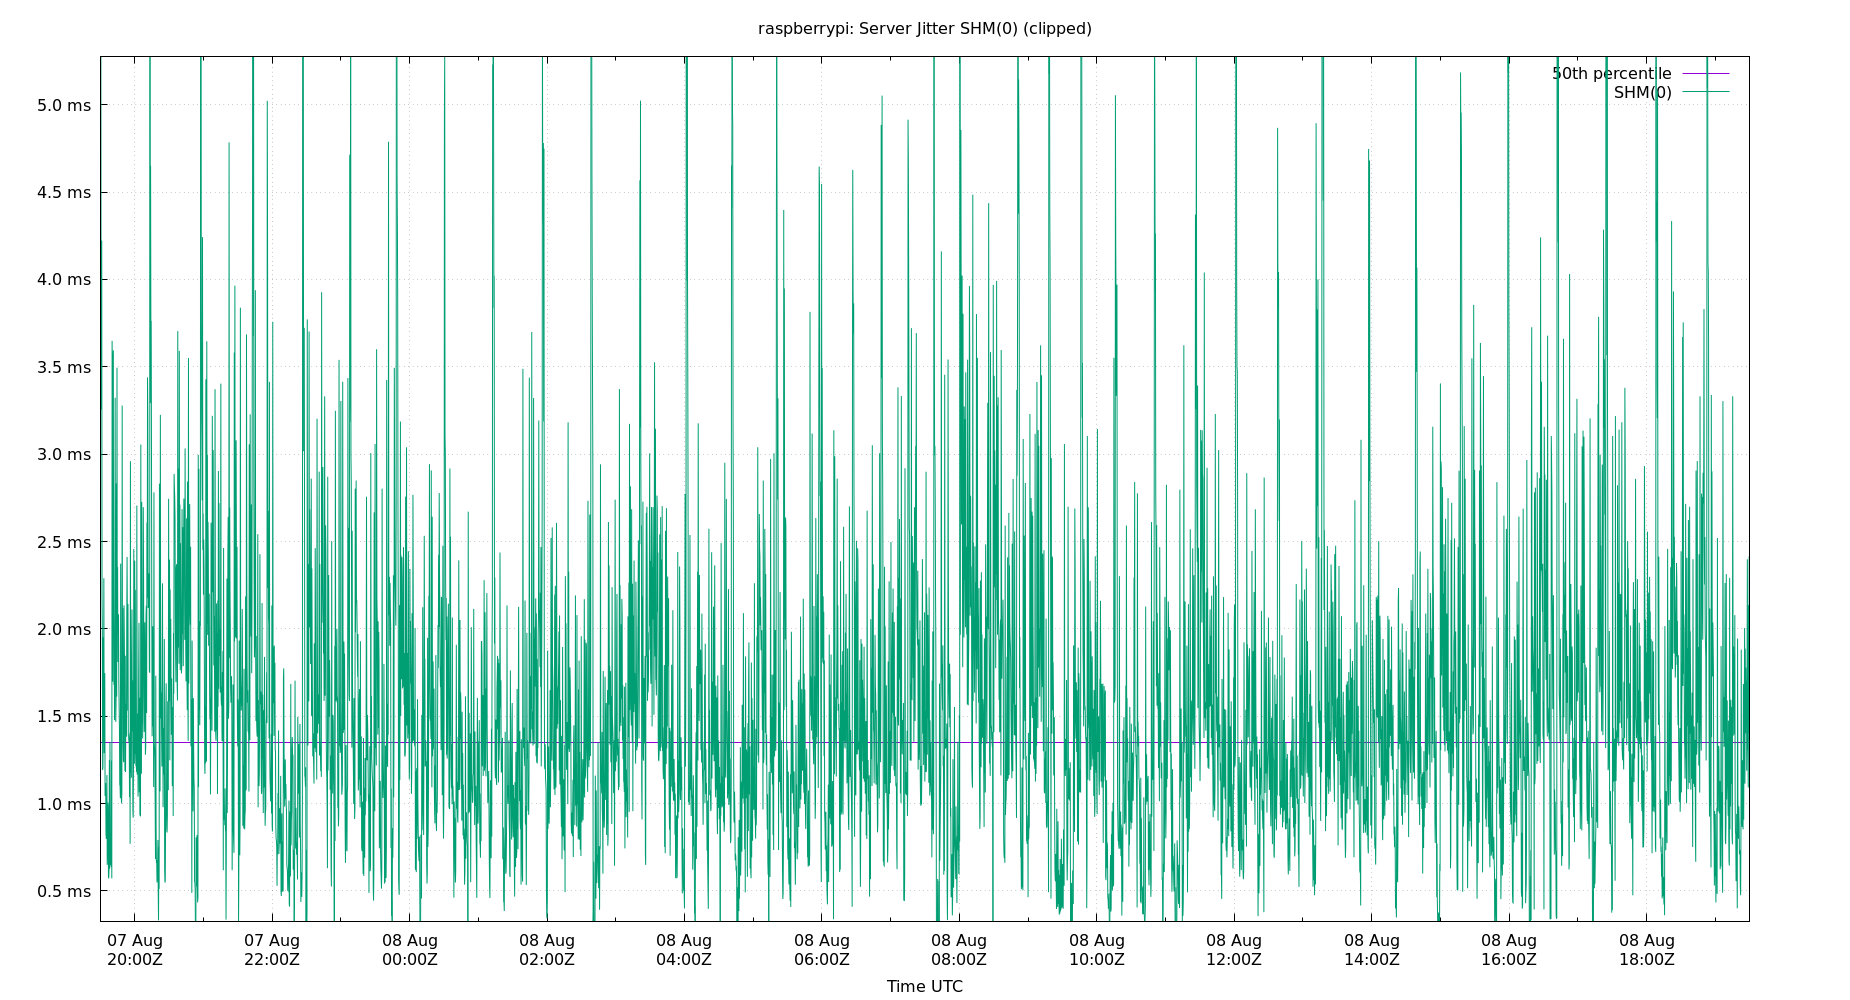 raspberrypi: Server Jitter SHM(0) (clipped)
50th percentile
SHM(0)
5.0 ms
4.5 ms
4.0 ms
3.5 ms
3.0 ms
2.5 ms
2.0 ms
1.5 ms
1.0 ms
0.5 ms
07 Aug 07 Aug 08 Aug 08 Aug 08 Aug 08 Aug 08 Aug 08 Aug 08 Aug 08 Aug 08 Aug 08 Aug
20:00Z 22:00Z 00:00Z 02:00Z 04:00Z 06:00Z 08:00Z 10:00Z 12:00Z 14:00Z 16:00Z 18:00Z
Time UTC